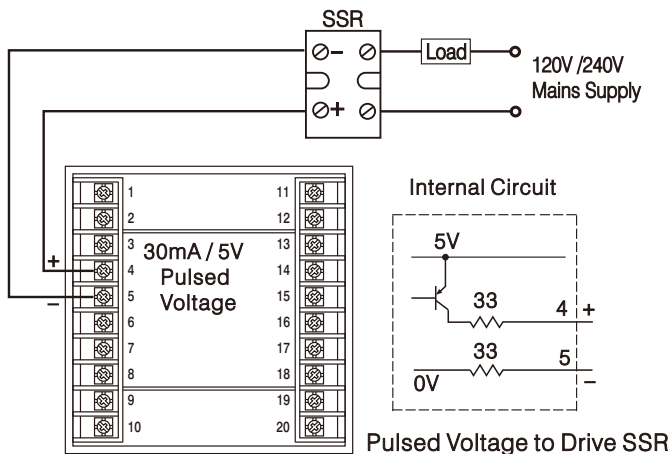 SSR
−
+
Load
120V /240V
Mains Supply
1
2
3
4
5
6
7
8
9
10
11
12
13
14
15
16
17
18
19
20
+
−
30mA / 5V
Pulsed
Voltage
Internal Circuit
5V
33
4 +
33
5
−
0V
Pulsed Voltage to Drive SSR